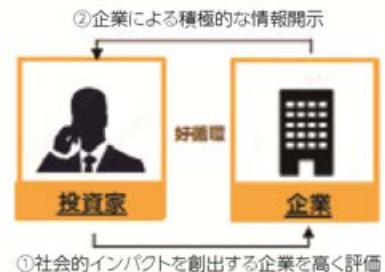 ②企業による積極的な情報開示
好循環
投資家
企業
①社会的インパクトを創出する企業を高く評価